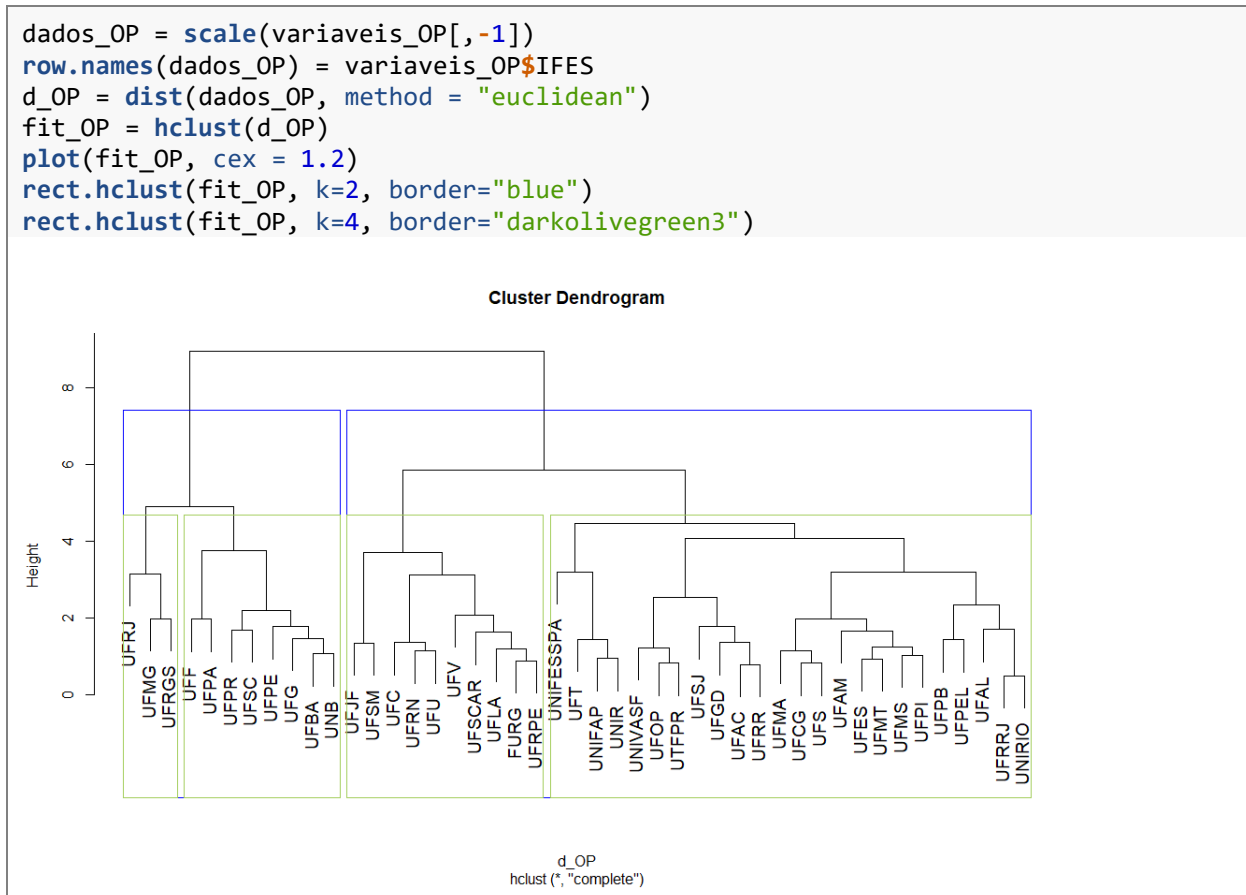 dados_OP = scale(variaveis_OP[,-1])
row.names(dados_OP) = variaveis_OP$IFES
d_OP = dist(dados_OP, method = "euclidean")
fit_OP = hclust(d_OP)
plot(fit_OP, cex = 1.2)
rect.hclust(fit_OP, k=2, border="blue")
rect.hclust(fit_OP, k=4, border="darkolivegreen3")
Cluster Dendrogram
Height
8
6
4
2
0
UFRJ
UFMG
UFRGS
UFF
UFPA
UFPR
UFSC
UFPE
UFG
UFBA
UNB
UFJF
UFSM
UFC
UFRN
UFU
UFV
UFSCAR
UFLA
FURG
UFRPE
UNIFESSPA
UFT
UNIFAP
UNIR
UNIVASF
UFOP
UTFPR
UFSJ
UFGD
UFAC
UFRR
UFMA
UFCG
UFS
UFAM
UFES
UFMT
UFMS
UFPI
UFPB
UFPEL
UFAL
UFRRJ
UNIRIO
d_OP
hclust (*, "complete")